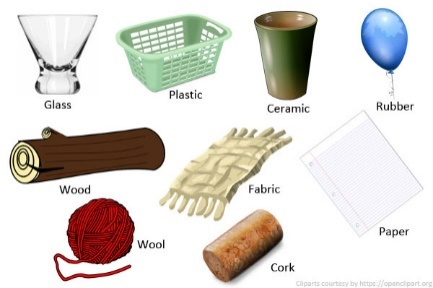 Glass
Plastic
Ceramic
Rubber
Wood
Fabric
Paper
Wool
Cork
Cliparts courtesy by https://openclipart.org